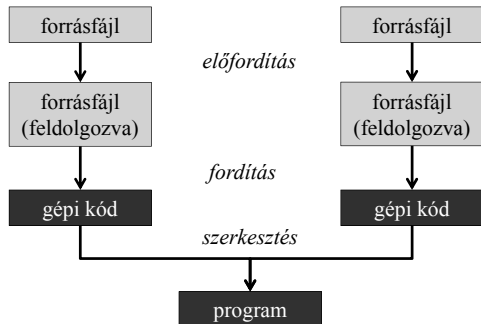 forrásfájl
forrásfájl
előfordítás
forrásfájl
(feldolgozva)
forrásfájl
(feldolgozva)
fordítás
gépi kód
gépi kód
szerkesztés
program